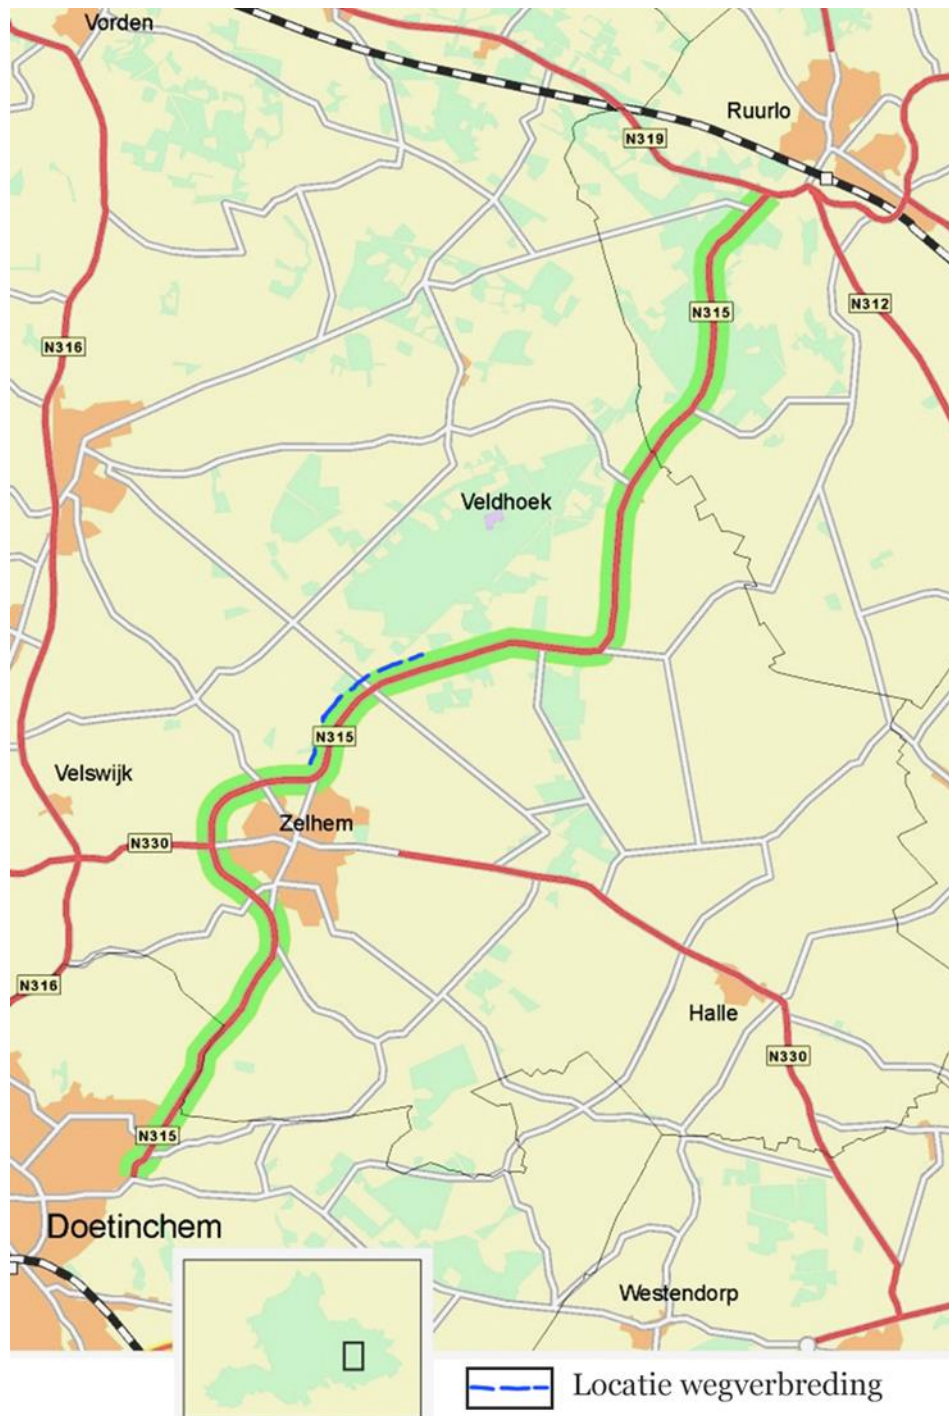 Vorden
Ruurlo
N319
N312
N315
N316
Veldhoek
N315
Velswijk
Zelhem
N330
N316
Halle
N330
N315
Doetinchem
Westendorp
Locatie wegverbreding